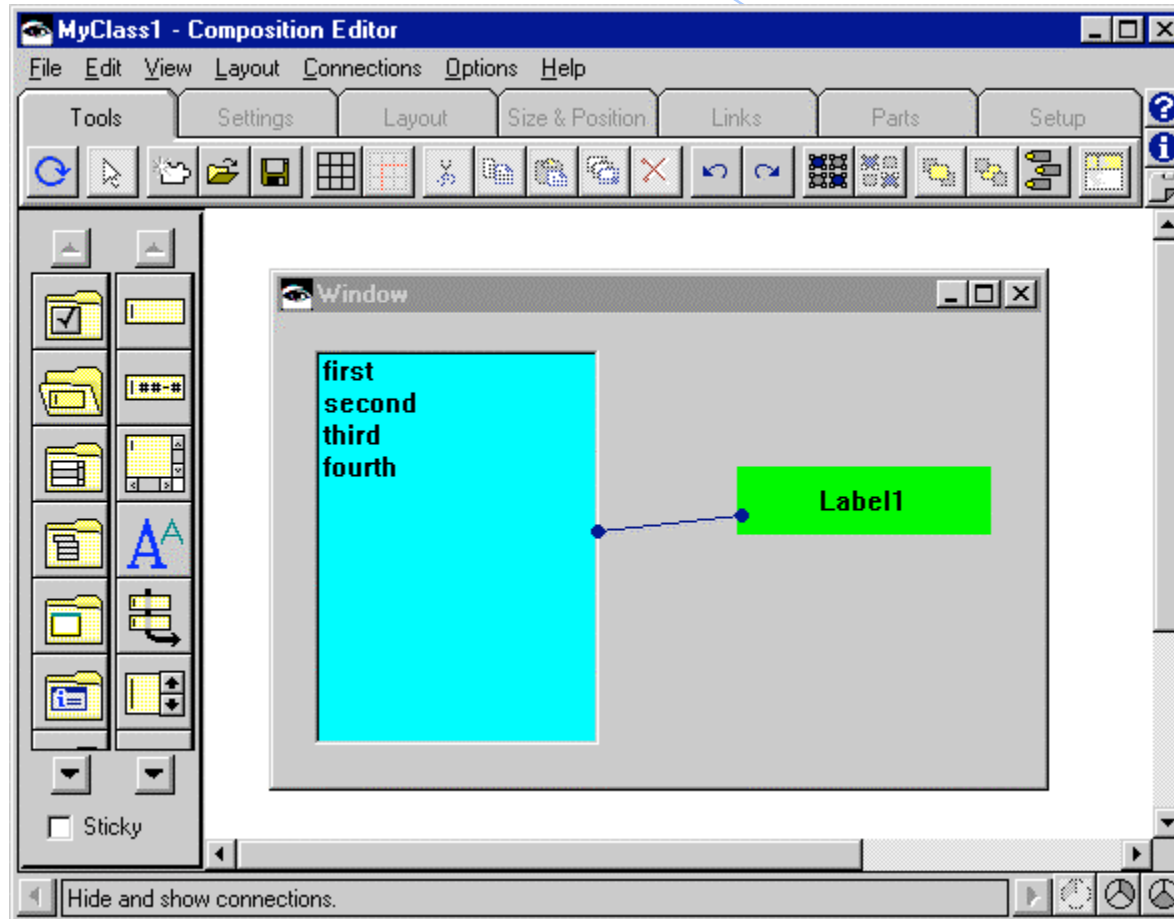 MyClass1 - Composition Editor
File Edit View Layout Connections Options Help
Tools Settings Layout Size & Position Links Parts Setup
Window
first
second
third
fourth
Label1
Sticky
Hide and show connections.